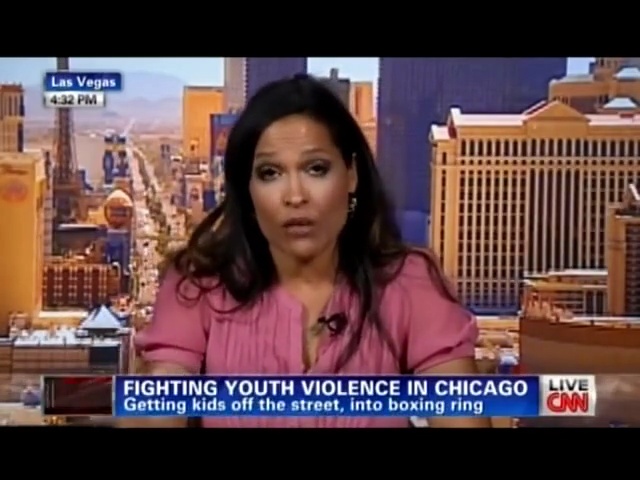 Las Vegas
4:32 PM
FIGHTING YOUTH VIOLENCE IN CHICAGO
Getting kids off the street, into boxing ring
LIVE
CNN